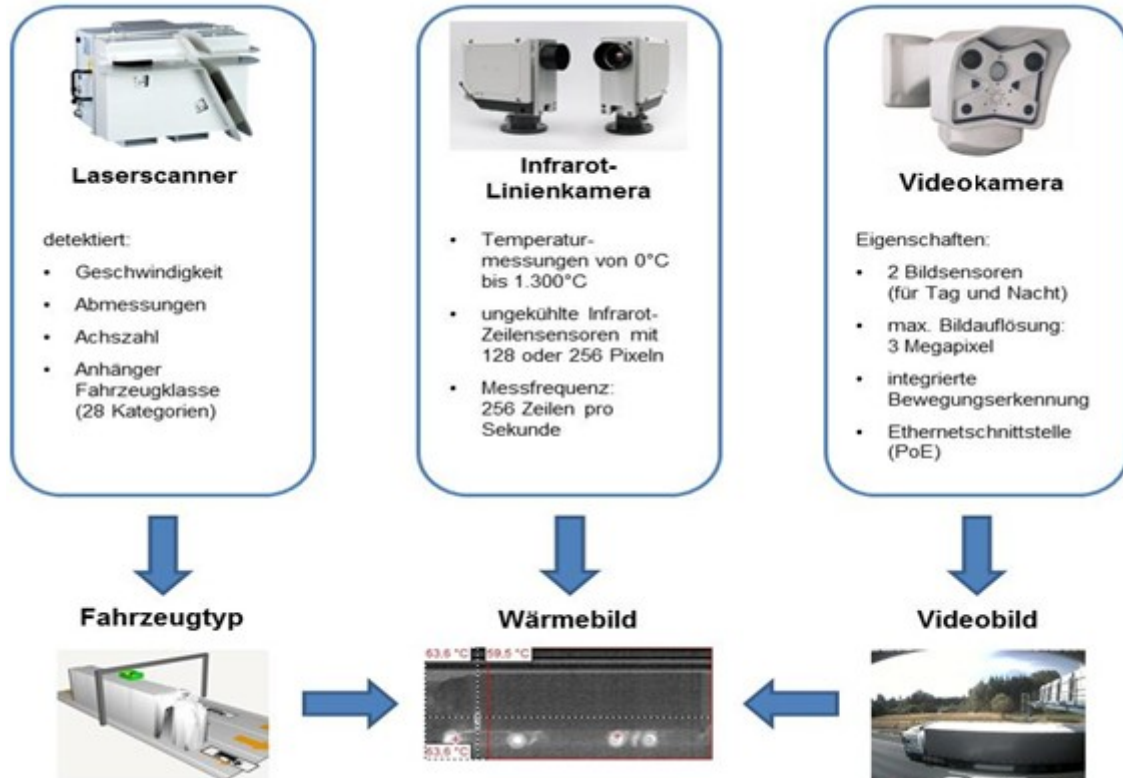 Laserscanner
detektiert:
• Geschwindigkeit
• Abmessungen
• Achszahl
• Anhänger
Fahrzeugklasse
(28 Kategorien)
Infrarot-
Linienkamera
• Temperatur-
messungen von 0°C
bis 1.300°C
• ungekühlte Infrarot-
Zeilensensoren mit
128 oder 256 Pixeln
• Messfrequenz:
256 Zeilen pro
Sekunde
Videokamera
Eigenschaften:
• 2 Bildsensoren
(für Tag und Nacht)
• max. Bildauflösung:
3 Megapixel
• integrierte
Bewegungserkennung
• Ethernetschnittstelle
(PoE)
Fahrzeugtyp
Wärmebild
63,6 °C 59,5 °C
63,6 °C
Videobild